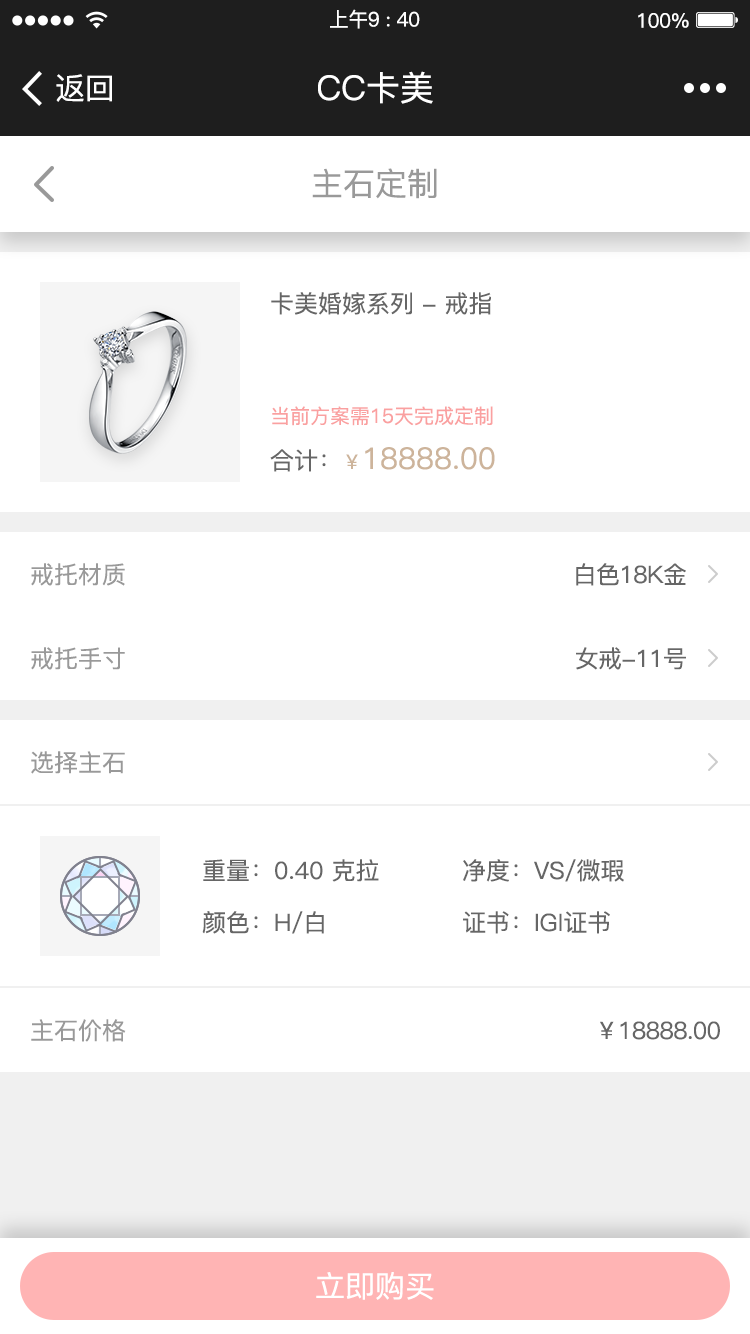 上午9：40
100%
返回
CC卡美
主石定制
卡美婚嫁系列 – 戒指
当前方案需15天完成定制
合计：￥18888.00
戒托材质
白色18K金
戒托手寸
女戒–11号
选择主石
重量：0.40 克拉
净度：VS/微瑕
颜色：H/白
证书：IGI证书
主石价格
￥18888.00
立即购买